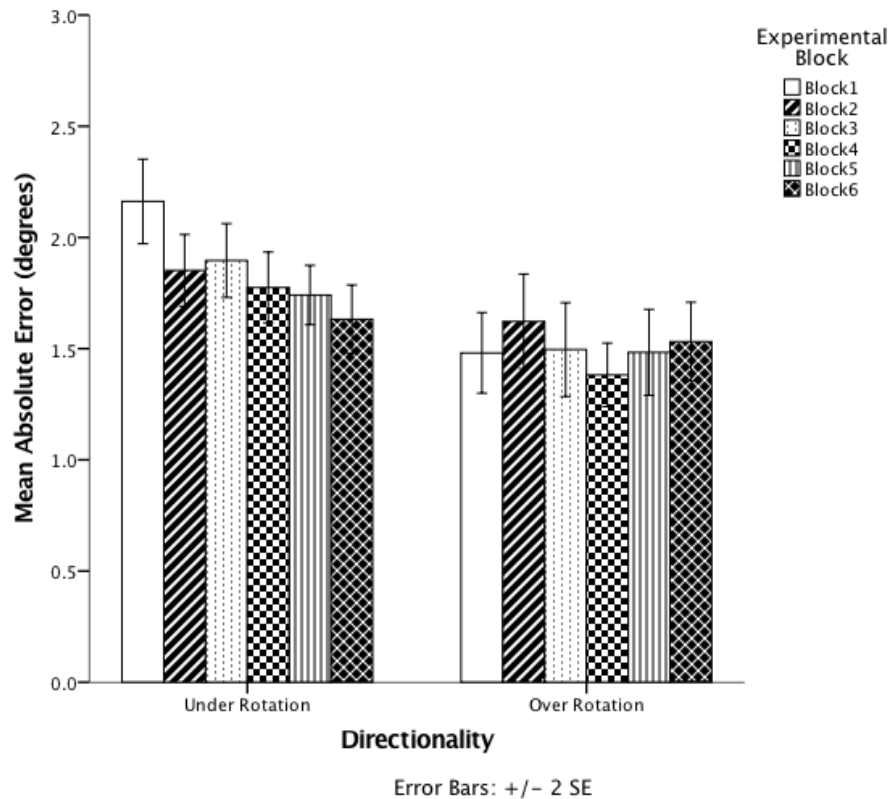 3.0
2.5
2.0
1.5
1.0
0.5
0.0
Mean Absolute Error (degrees)
Under Rotation
Over Rotation
Directionality
Error Bars: +/- 2 SE
Experimental
Block
Block1
Block2
Block3
Block4
Block5
Block6